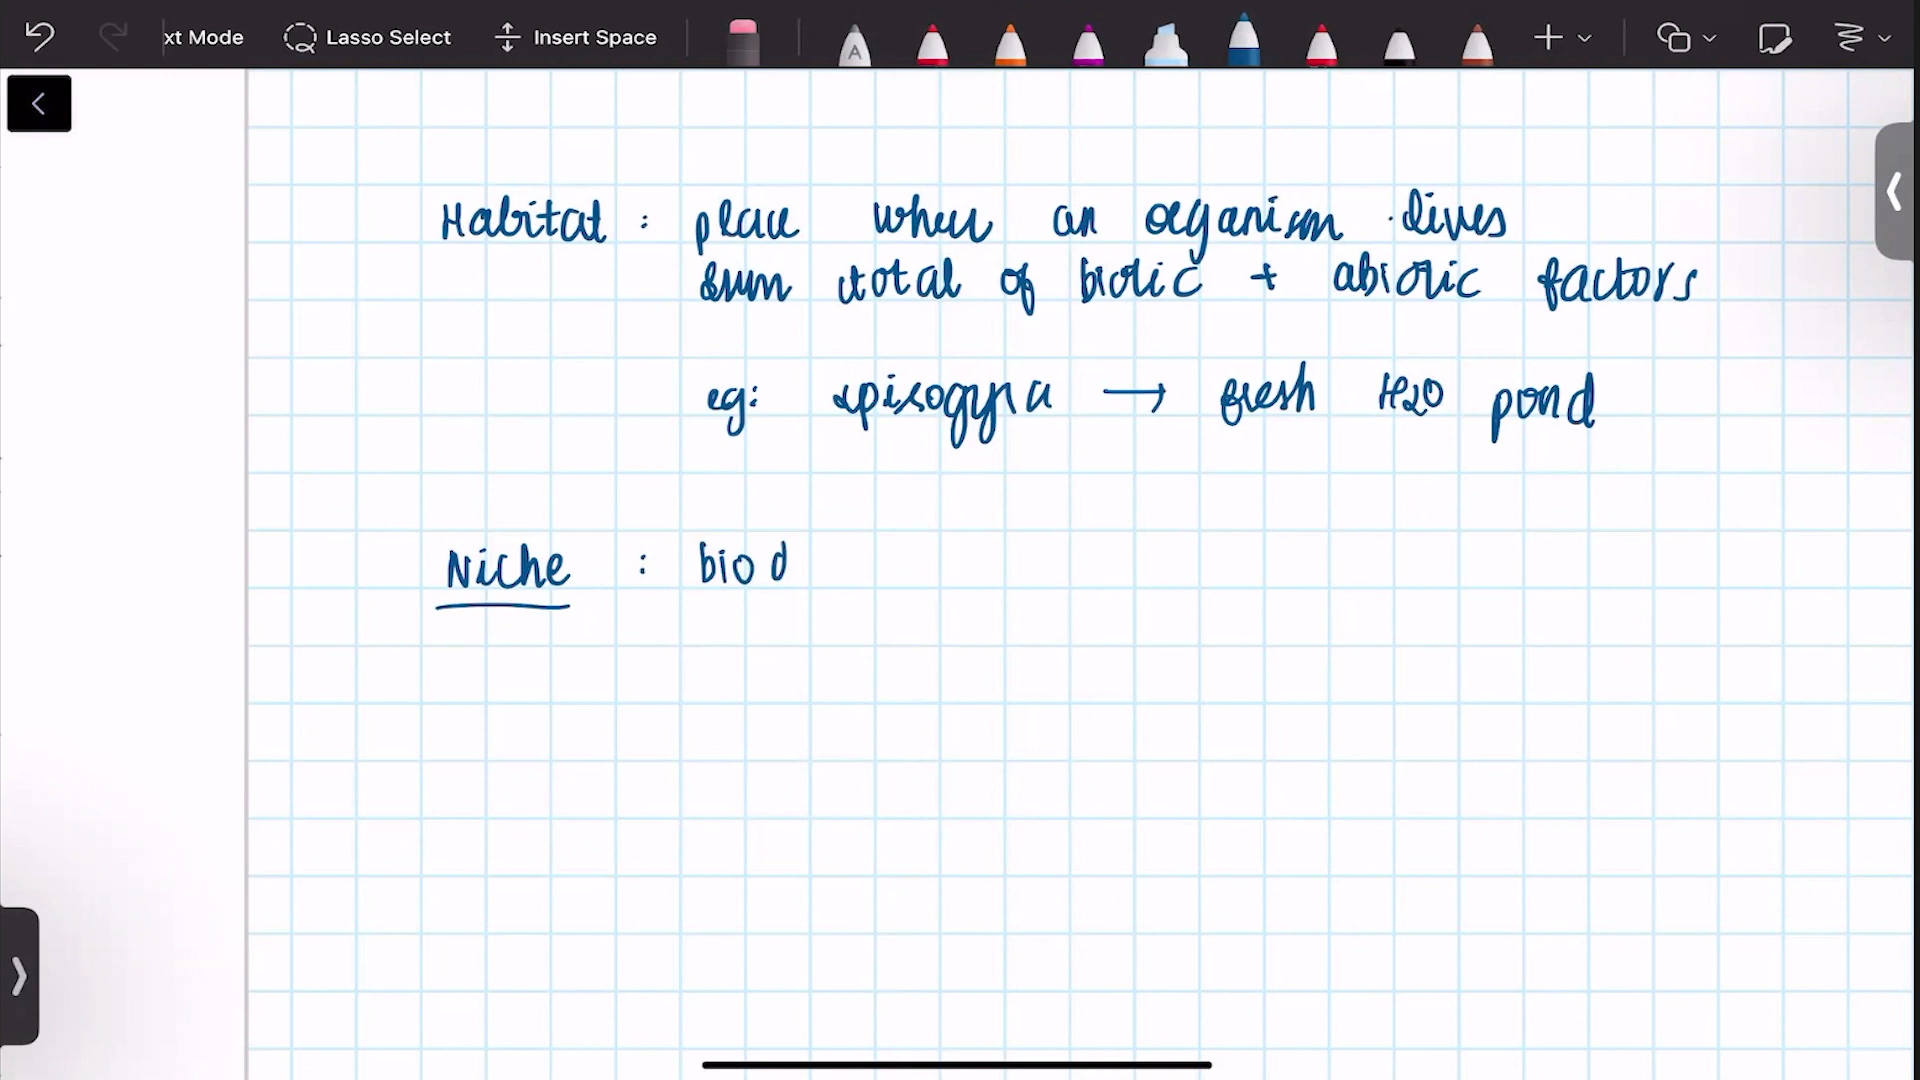 xt Mode Lasso Select Insert Space
A
Habitat : place where an organism lives
sum total of biotic + abiotic factors
eg: spirogyra → fresh H2O pond
Niche : bio d